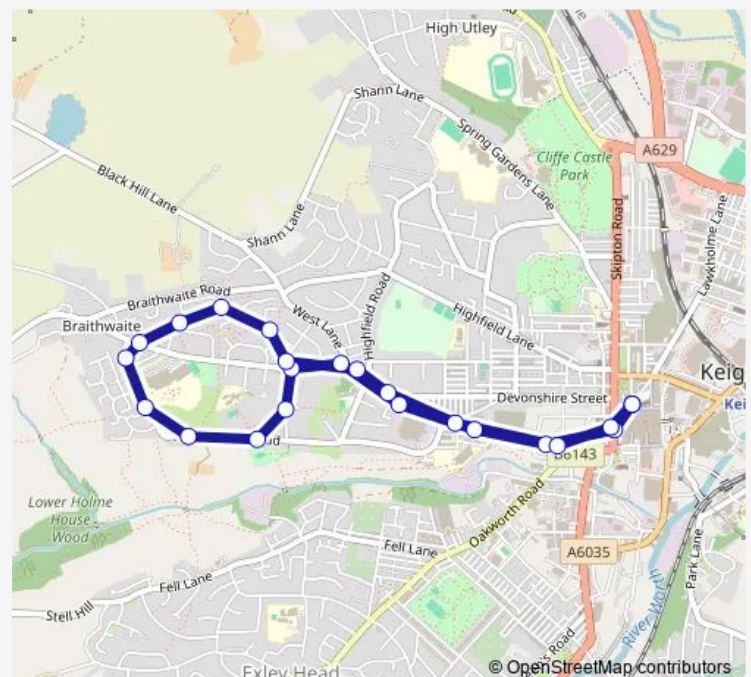 High Utley
Shann Lane
Spring Gardens Lane
Cliffe Castle
Park
A629
Black Hill Lane
Skipton Road
Lawkholme Lane
Shann Lane
Braithwaite Road
Braithwaite
West Lane
Highfield Road
Highfield Lane
Keig
Devonshire Street
Kei
B6143
Lower Holme
House
Wood
Oakworth Road
Fell Lane
A6035
Fell Lane
Park Lane
Stell Hill
River Worth
Road
Exley Head
© OpenStreetMap contributors